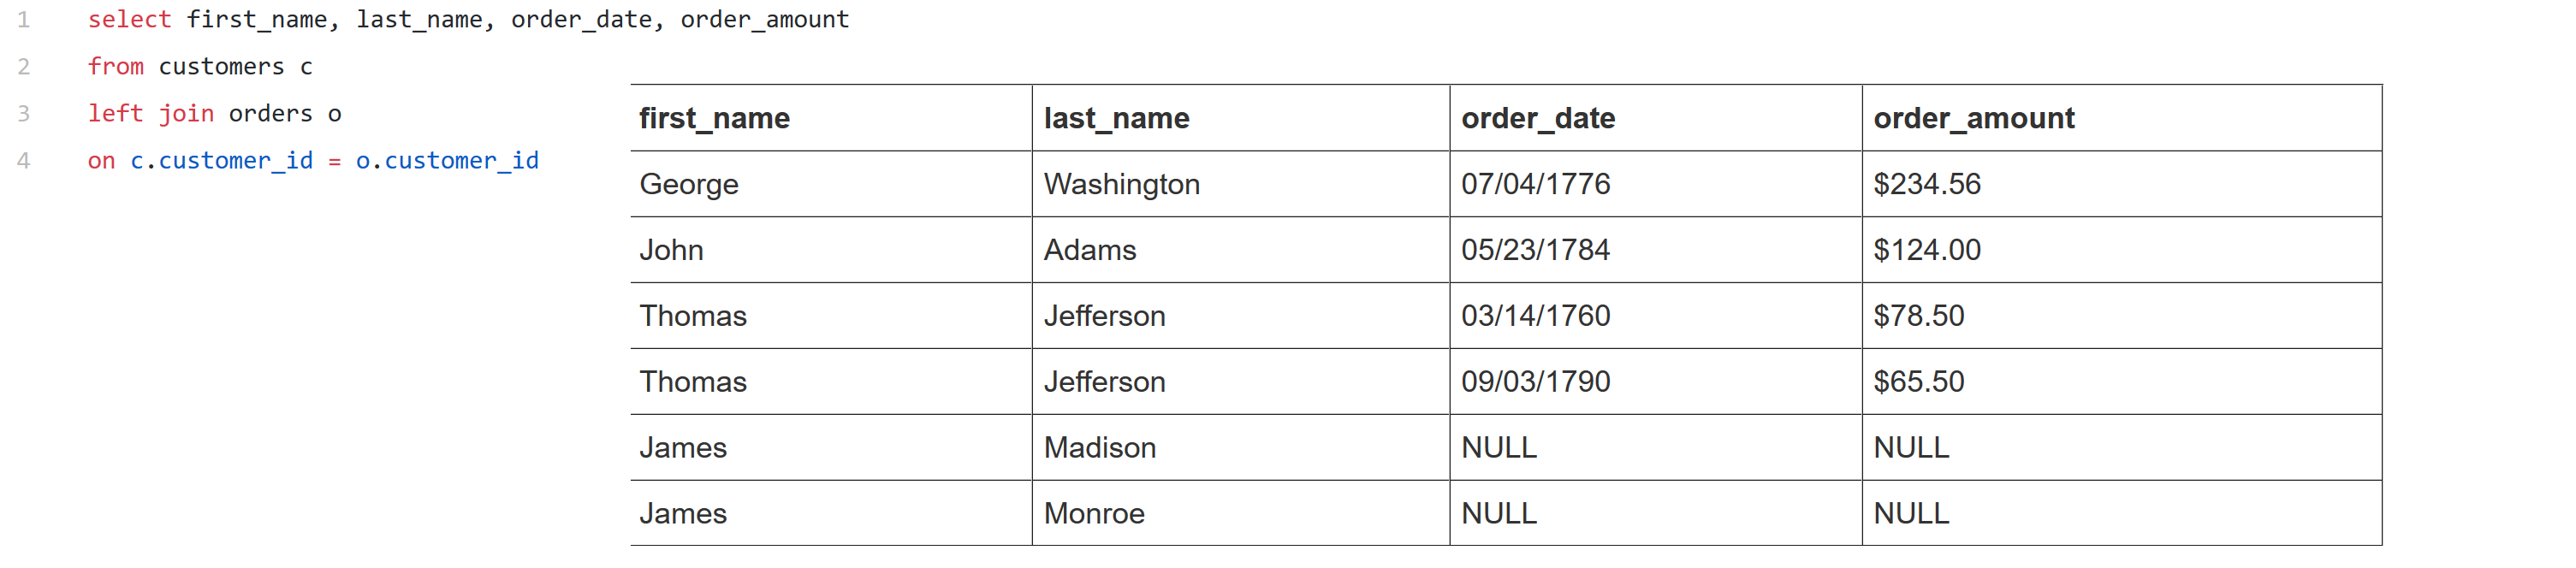 1 select first_name, last_name, order_date, order_amount
2 from customers c
3 left join orders o
4 on c.customer_id = o.customer_id
first_name last_name order_date order_amount
George Washington 07/04/1776 $234.56
John Adams 05/23/1784 $124.00
Thomas Jefferson 03/14/1760 $78.50
Thomas Jefferson 09/03/1790 $65.50
James Madison NULL NULL
James Monroe NULL NULL